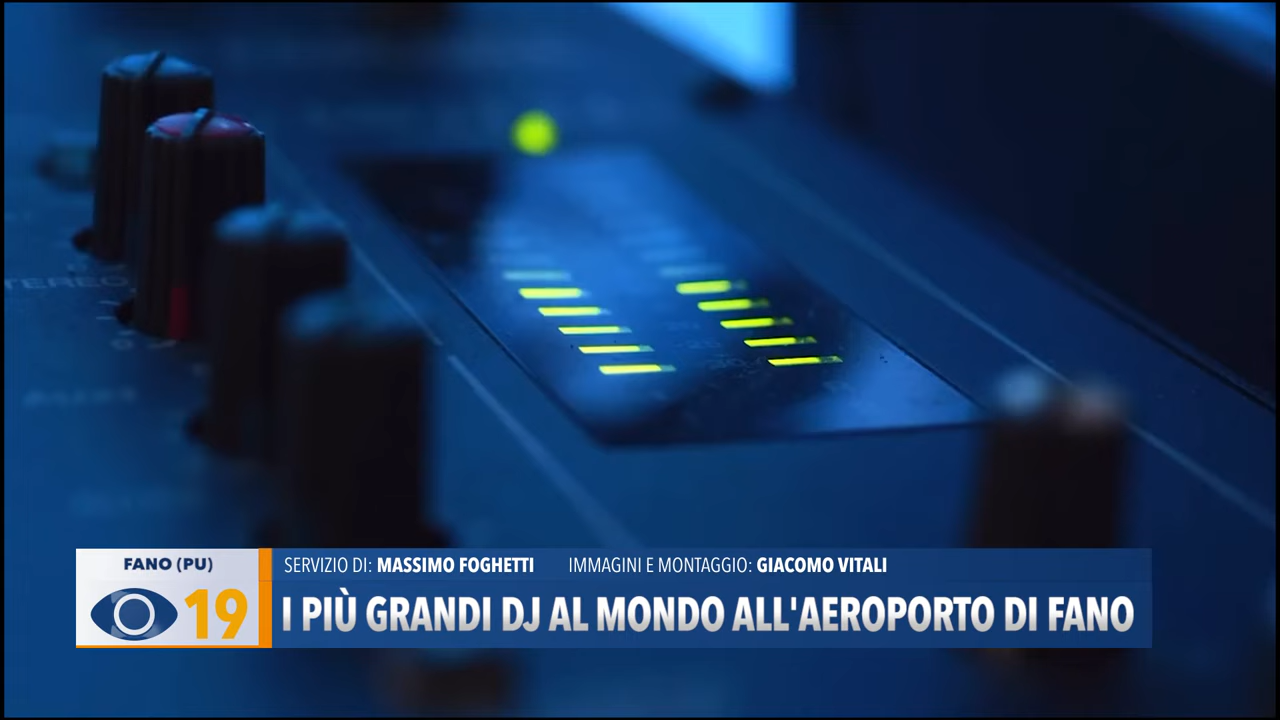 FANO (PU)
19
SERVIZIO DI: MASSIMO FOGHETTI IMMAGINI E MONTAGGIO: GIACOMO VITALI
I PIÙ GRANDI DJ AL MONDO ALL'AEROPORTO DI FANO